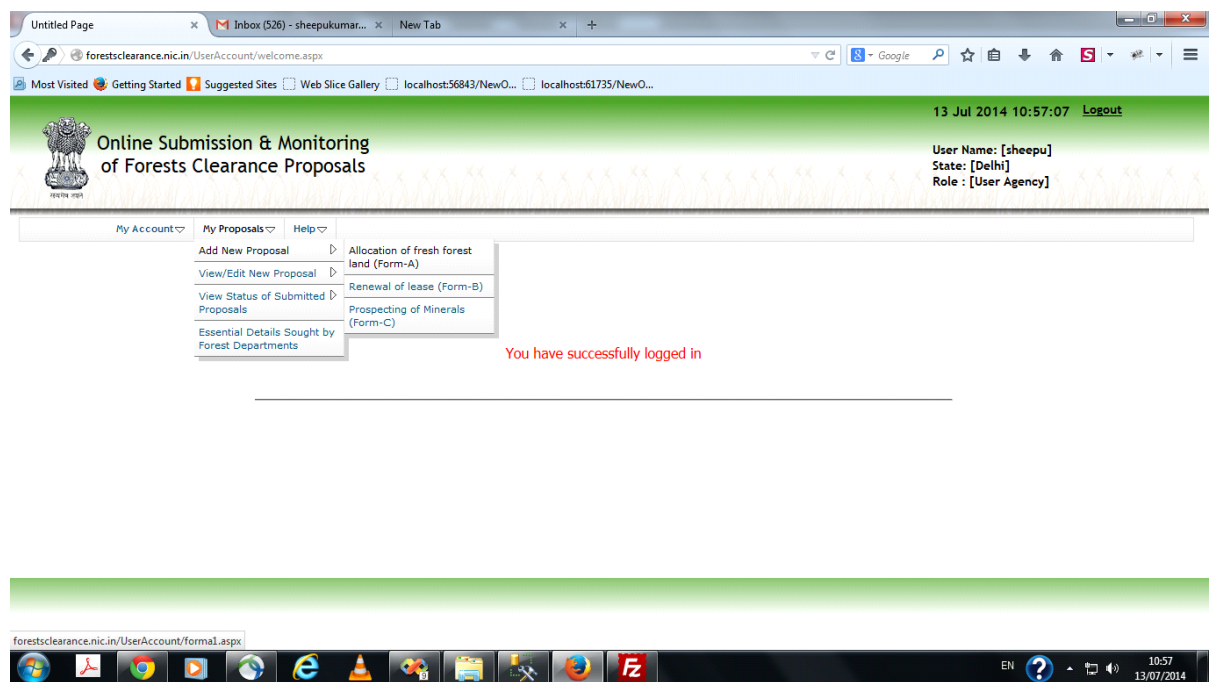 Untitled Page
Inbox (526) - sheepukumar...
New Tab
forestsclearance.nic.in/UserAccount/welcome.aspx
Google
Most Visited Getting Started Suggested Sites Web Slice Gallery localhost:56843/NewO... localhost:61735/NewO...
13 Jul 2014 10:57:07 Logout
Online Submission & Monitoring
of Forests Clearance Proposals
सत्यमेव जयते
User Name: [sheepu]
State: [Delhi]
Role : [User Agency]
My Account My Proposals Help
Add New Proposal
View/Edit New Proposal
View Status of Submitted
Proposals
Essential Details Sought by
Forest Departments
Allocation of fresh forest
land (Form-A)
Renewal of lease (Form-B)
Prospecting of Minerals
(Form-C)
You have successfully logged in
forestsclearance.nic.in/UserAccount/forma1.aspx
EN
10:57
13/07/2014